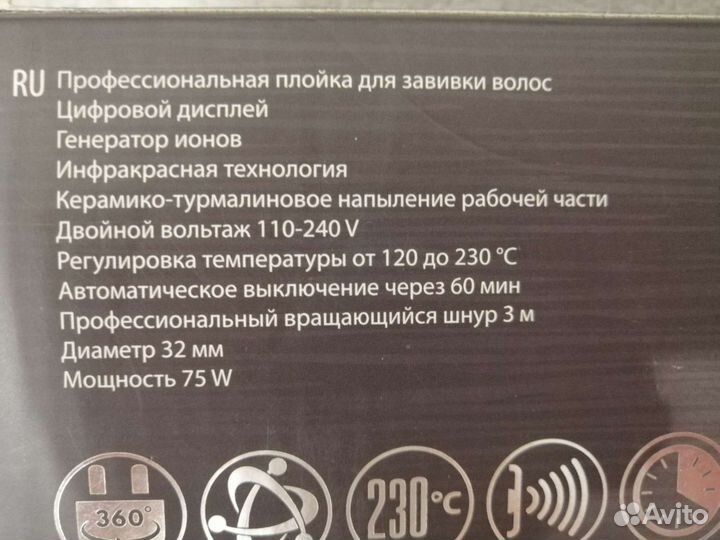 RU Профессиональная плойка для завивки волос
Цифровой дисплей
Генератор ионов
Инфракрасная технология
Керамико-турмалиновое напыление рабочей части
Двойной вольтаж 110-240 V
Регулировка температуры от 120 до 230 °C
Автоматическое выключение через 60 мин
Профессиональный вращающийся шнур 3 м
Диаметр 32 мм
Мощность 75 W
360° 230°C
Avito